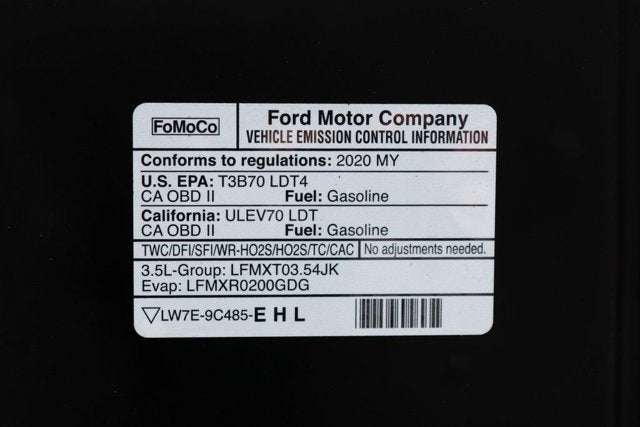 FoMoCo
Ford Motor Company
VEHICLE EMISSION CONTROL INFORMATION
Conforms to regulations: 2020 MY
U.S. EPA: T3B70 LDT4
CA OBD II Fuel: Gasoline
California: ULEV70 LDT
CA OBD II Fuel: Gasoline
TWC/DFI/SFI/WR-HO2S/HO2S/TC/CAC No adjustments needed.
3.5L-Group: LFMXT03.54JK
Evap: LFMXR0200GDG
▽LW7E-9C485-E H L